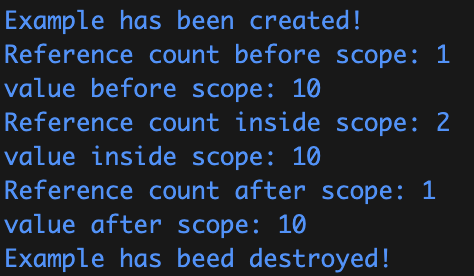 Example has been created!
Reference count before scope: 1
value before scope: 10
Reference count inside scope: 2
value inside scope: 10
Reference count after scope: 1
value after scope: 10
Example has beed destroyed!